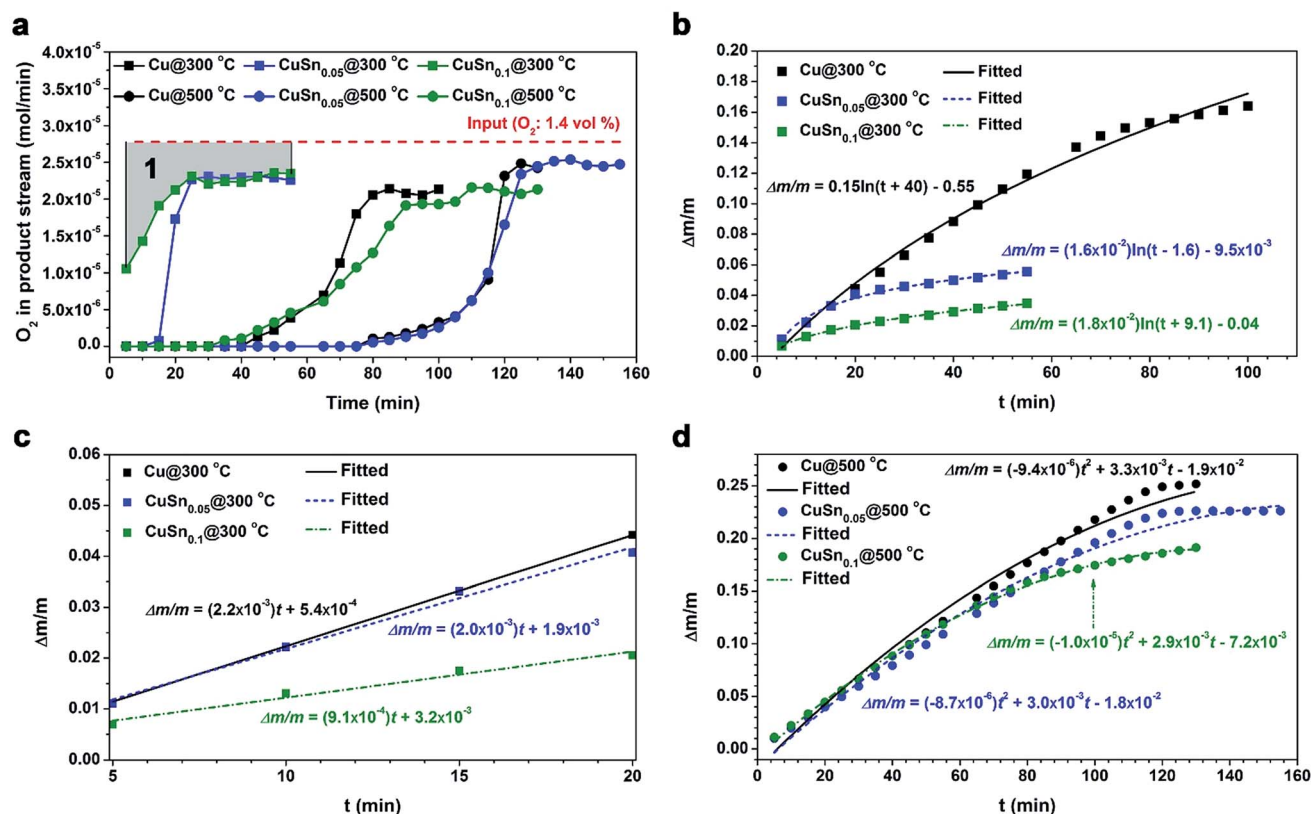 a
O₂ in product stream (mol/min)
4.0x10⁻⁵
3.5x10⁻⁵
3.0x10⁻⁵
2.5x10⁻⁵
2.0x10⁻⁵
1.5x10⁻⁵
1.0x10⁻⁵
5.0x10⁻⁶
0.0
Cu@300 °C CuSn₀.₀₅@300 °C CuSn₀.₁@300 °C
Cu@500 °C CuSn₀.₀₅@500 °C CuSn₀.₁@500 °C
Input (O₂: 1.4 vol %)
1
0 20 40 60 80 100 120 140 160
Time (min)
b
Δm/m
0.20
0.18
0.16
0.14
0.12
0.10
0.08
0.06
0.04
0.02
0.00
Cu@300 °C Fitted
CuSn₀.₀₅@300 °C Fitted
CuSn₀.₁@300 °C Fitted
Δm/m = 0.15ln(t + 40) - 0.55
Δm/m = (1.6x10⁻²)ln(t - 1.6) - 9.5x10⁻³
Δm/m = (1.8x10⁻²)ln(t + 9.1) - 0.04
0 20 40 60 80 100
t (min)
c
Δm/m
0.06
0.05
0.04
0.03
0.02
0.01
0.00
Cu@300 °C Fitted
CuSn₀.₀₅@300 °C Fitted
CuSn₀.₁@300 °C Fitted
Δm/m = (2.2x10⁻³)t + 5.4x10⁻⁴
Δm/m = (2.0x10⁻³)t + 1.9x10⁻³
Δm/m = (9.1x10⁻⁴)t + 3.2x10⁻³
5 10 15 20
t (min)
d
Δm/m
0.25
0.20
0.15
0.10
0.05
0.00
Cu@500 °C
Fitted
CuSn₀.₀₅@500 °C
Fitted
CuSn₀.₁@500 °C
Fitted
Δm/m = (-9.4x10⁻⁶)t² + 3.3x10⁻³t - 1.9x10⁻²
Δm/m = (-1.0x10⁻⁵)t² + 2.9x10⁻³t - 7.2x10⁻³
Δm/m = (-8.7x10⁻⁶)t² + 3.0x10⁻³t - 1.8x10⁻²
0 20 40 60 80 100 120 140 160
t (min)